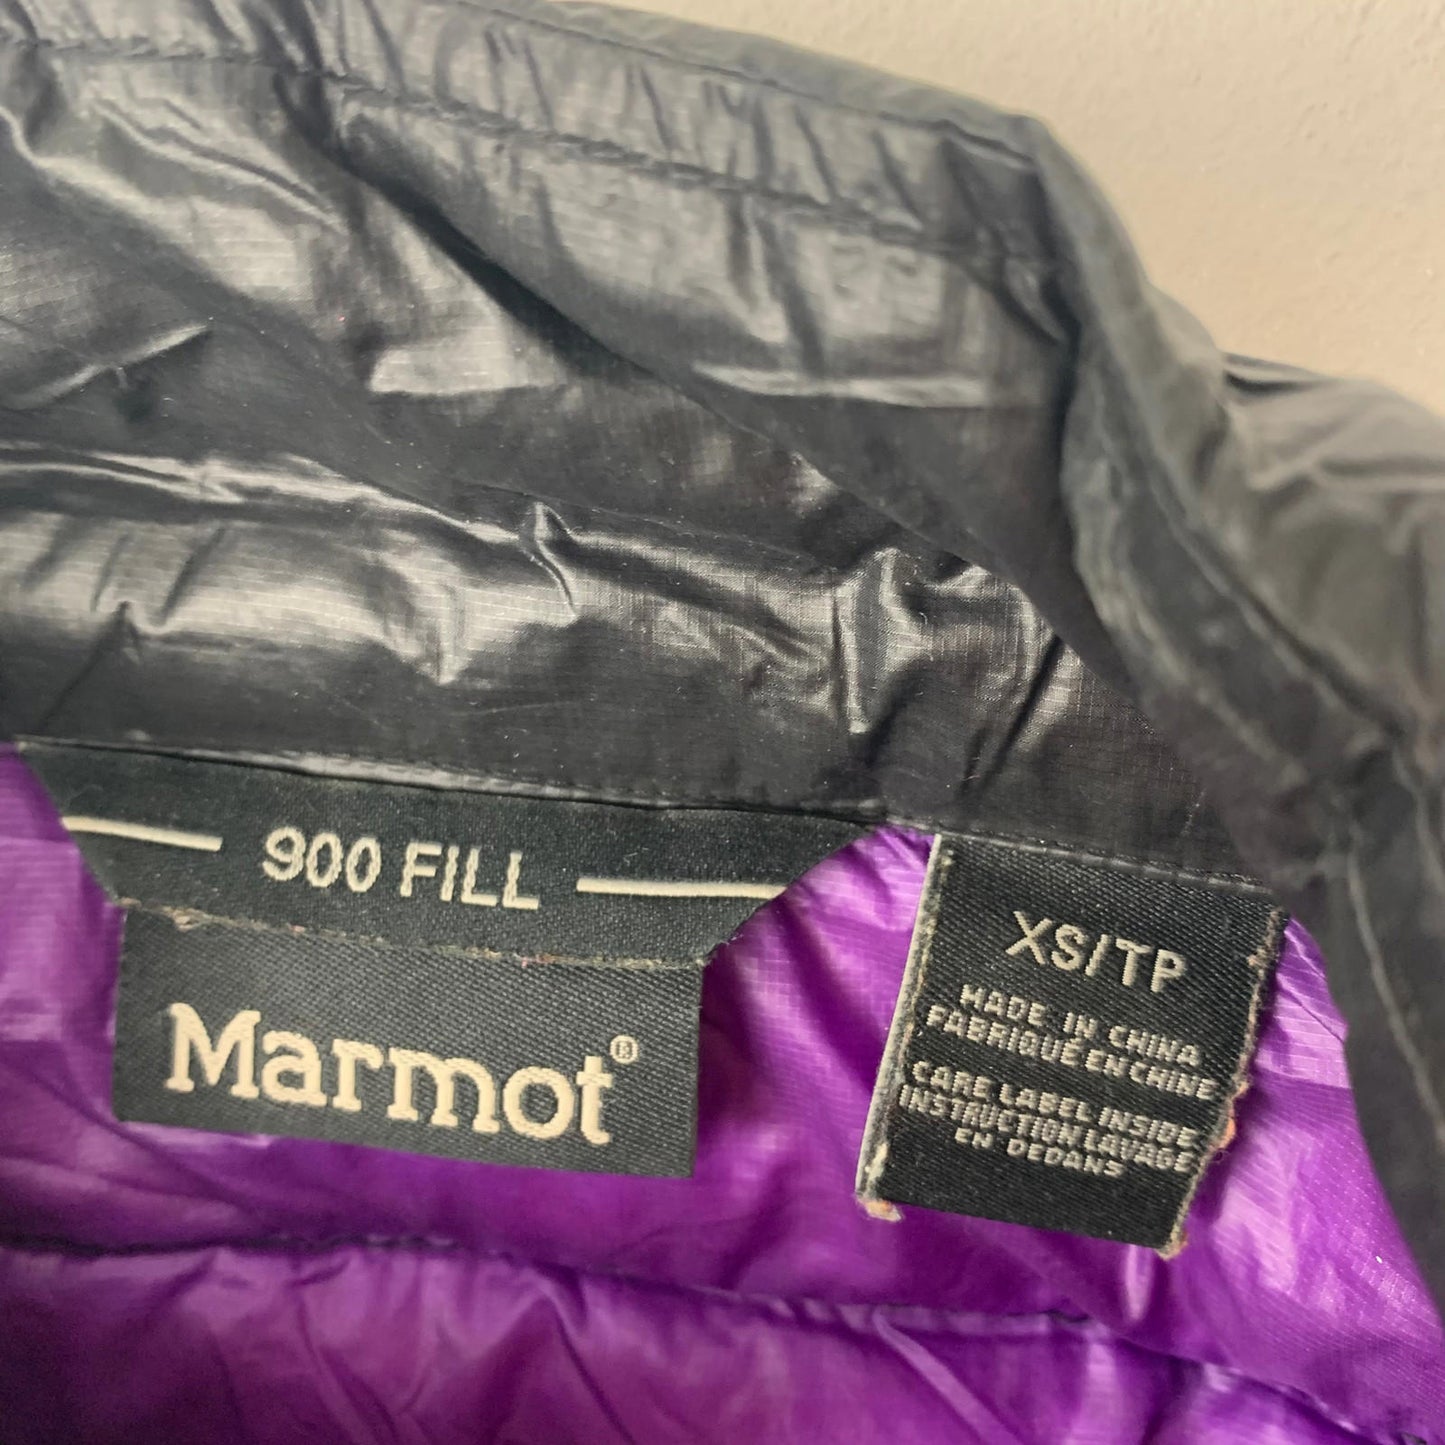 900 FILL
Marmot®
XS/TP
MADE IN CHINA
FABRIQUÉ EN CHINE
CARE LABEL INSIDE
INSTRUCTION LAVAGE
EN DEDANS